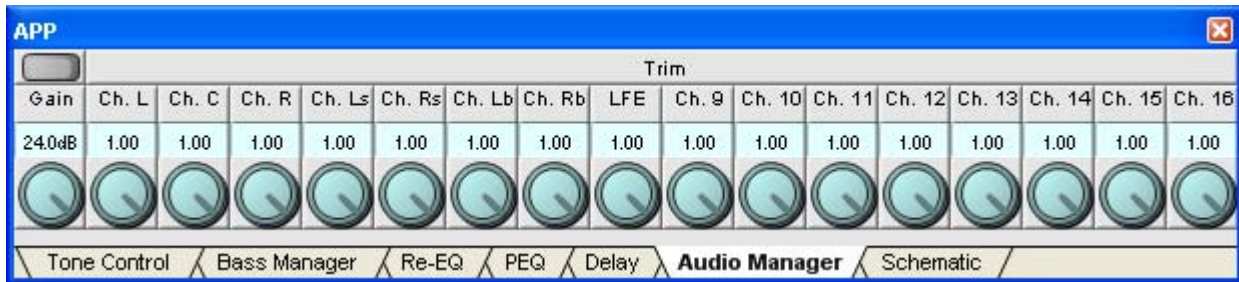 APP
Trim
Gain Ch. L Ch. C Ch. R Ch. Ls Ch. Rs Ch. Lb Ch. Rb LFE Ch. 9 Ch. 10 Ch. 11 Ch. 12 Ch. 13 Ch. 14 Ch. 15 Ch. 16
24.0dB 1.00 1.00 1.00 1.00 1.00 1.00 1.00 1.00 1.00 1.00 1.00 1.00 1.00 1.00 1.00 1.00
Tone Control Bass Manager Re-EQ PEQ Delay Audio Manager Schematic